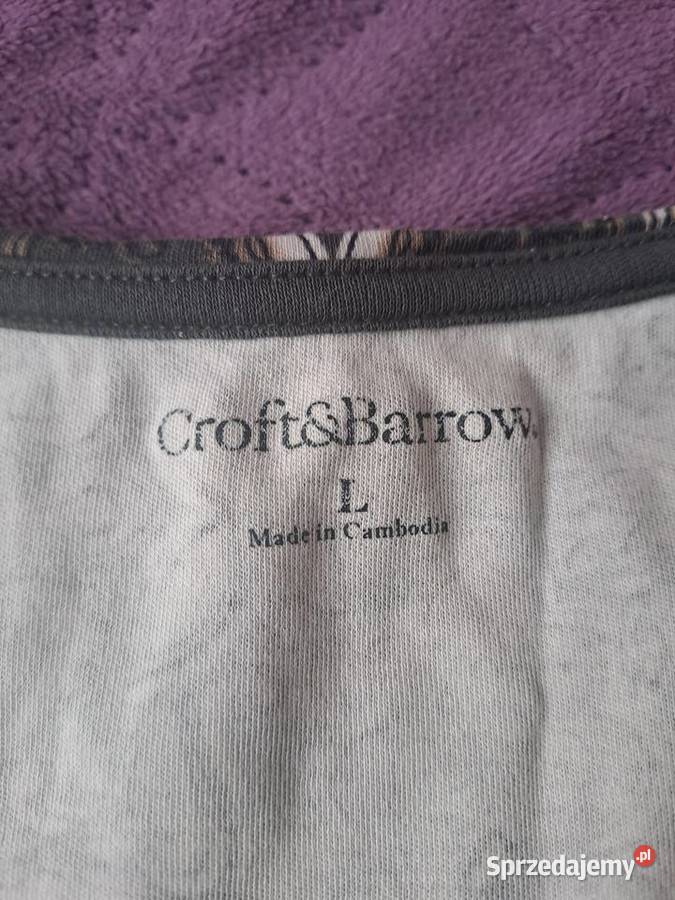 Croft&Barrow.
L
Made in Cambodia
Sprzedajemy.pl